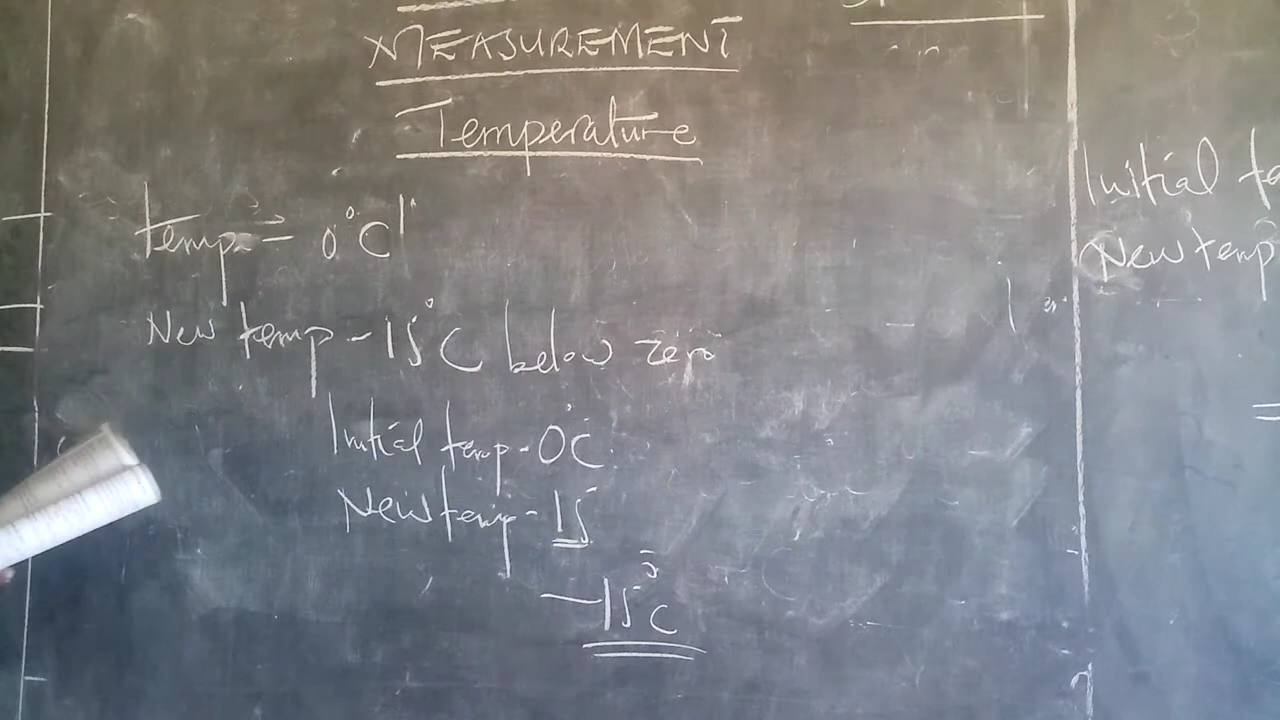 MEASUREMENT
Temperature
temp = 0°C
New temp - 15°C below zero
Initial temp - 0°C
New temp - 15
-15°C
Initial
New temp